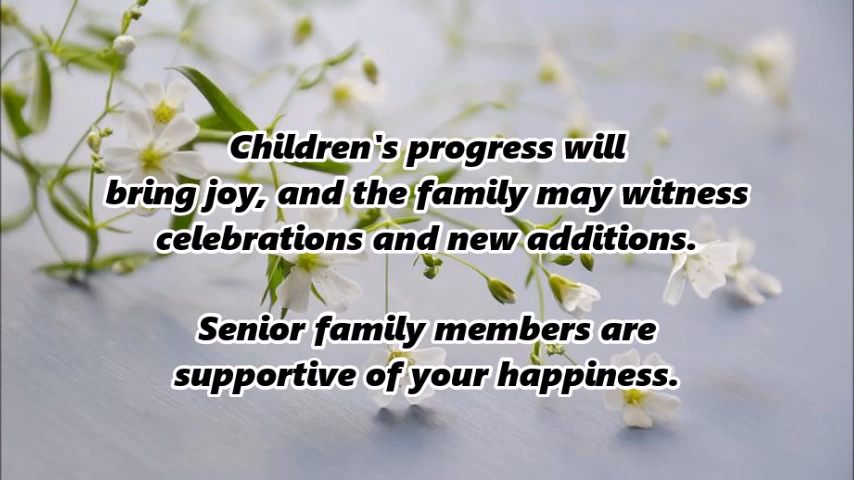 Children's progress will
bring joy, and the family may witness
celebrations and new additions.
Senior family members are
supportive of your happiness.